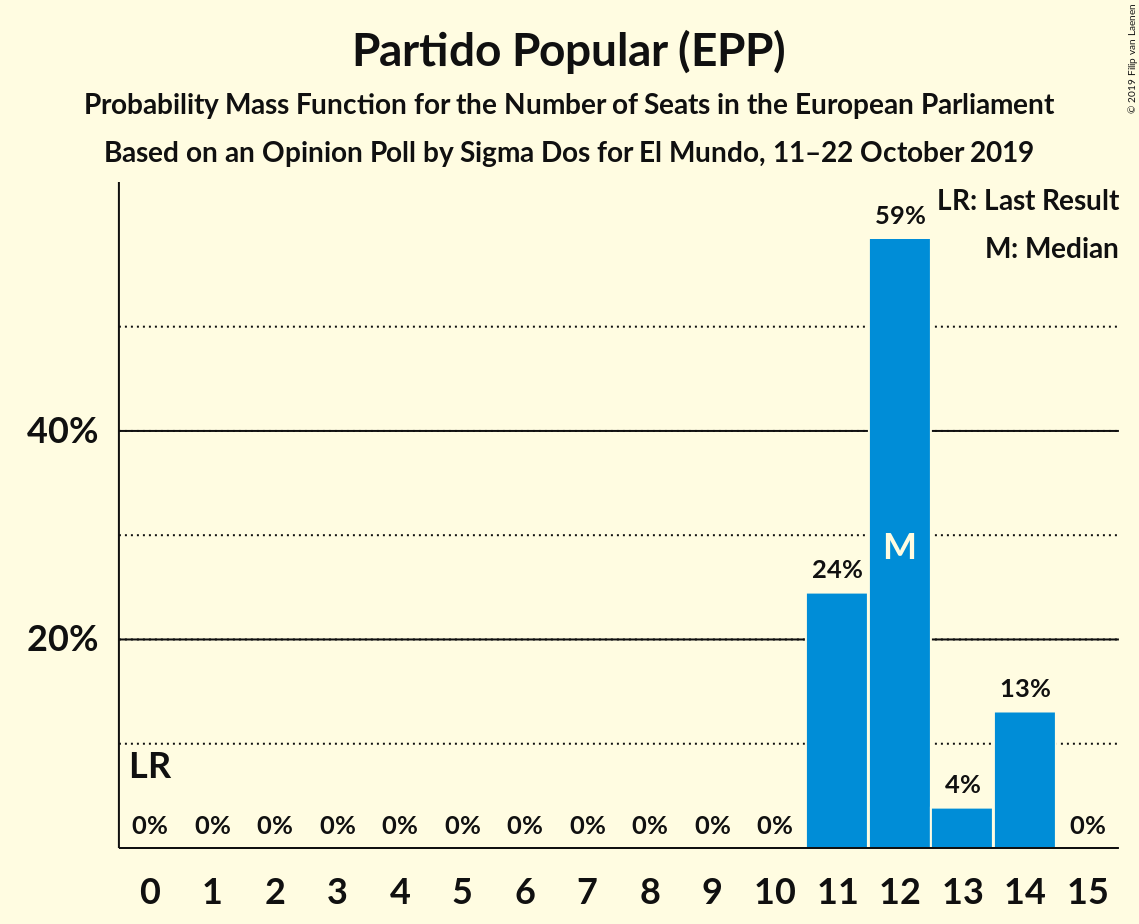 Partido Popular (EPP)
Probability Mass Function for the Number of Seats in the European Parliament
Based on an Opinion Poll by Sigma Dos for El Mundo, 11–22 October 2019
© 2019 Filip van Laenen
LR: Last Result
M: Median
59%
40%
M
24%
20%
13%
LR
4%
0% 0% 0% 0% 0% 0% 0% 0% 0% 0% 0% 0%
0 1 2 3 4 5 6 7 8 9 10 11 12 13 14 15